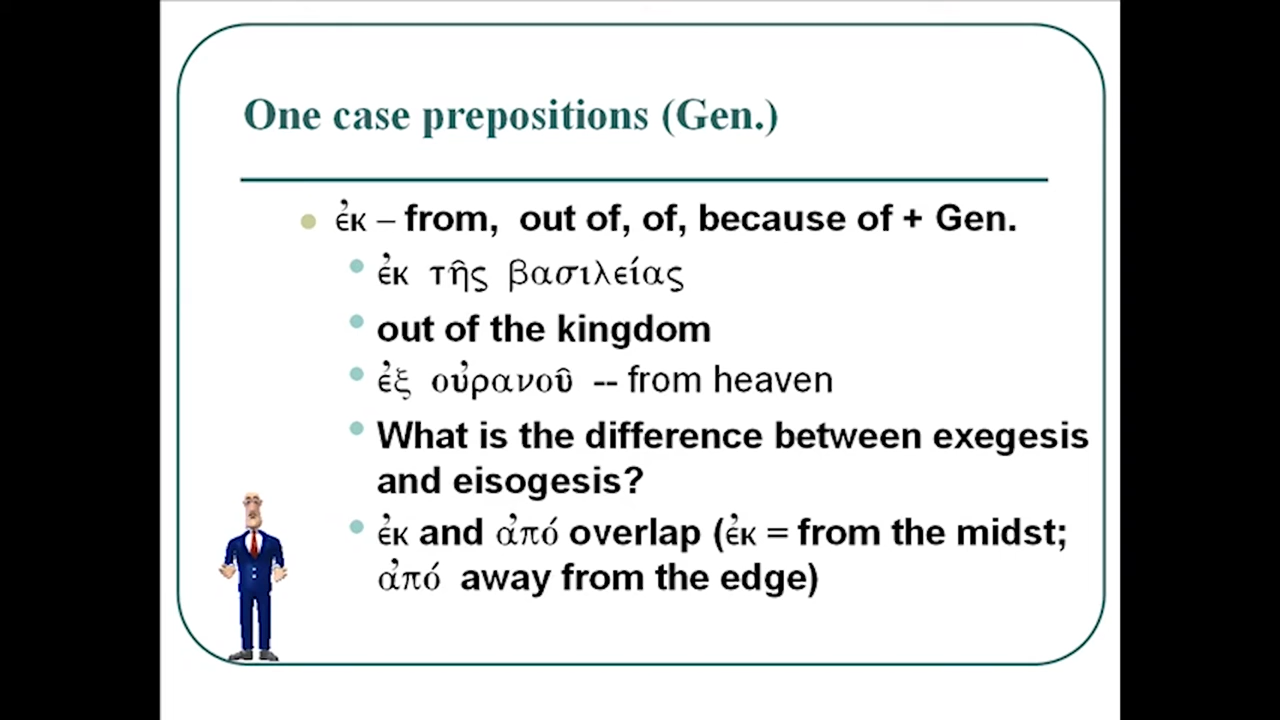 One case prepositions (Gen.)
ἐκ – from, out of, of, because of + Gen.
ἐκ τῆς βασιλείας
out of the kingdom
ἐξ οὐρανοῦ -- from heaven
What is the difference between exegesis
and eisogesis?
ἐκ and ἀπό overlap (ἐκ = from the midst;
ἀπό away from the edge)